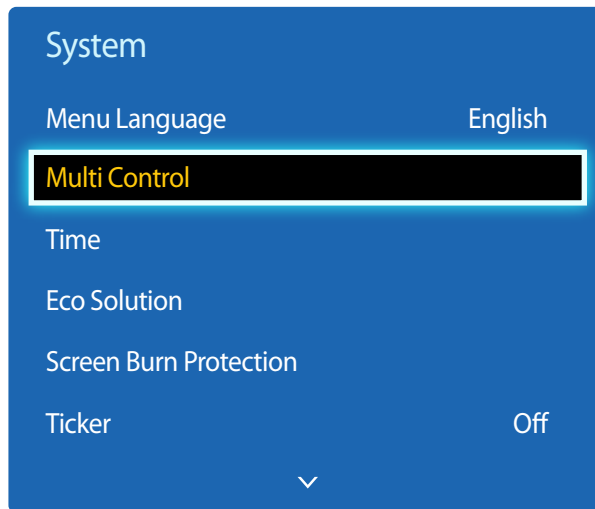 System
Menu Language English
Multi Control
Time
Eco Solution
Screen Burn Protection
Ticker Off